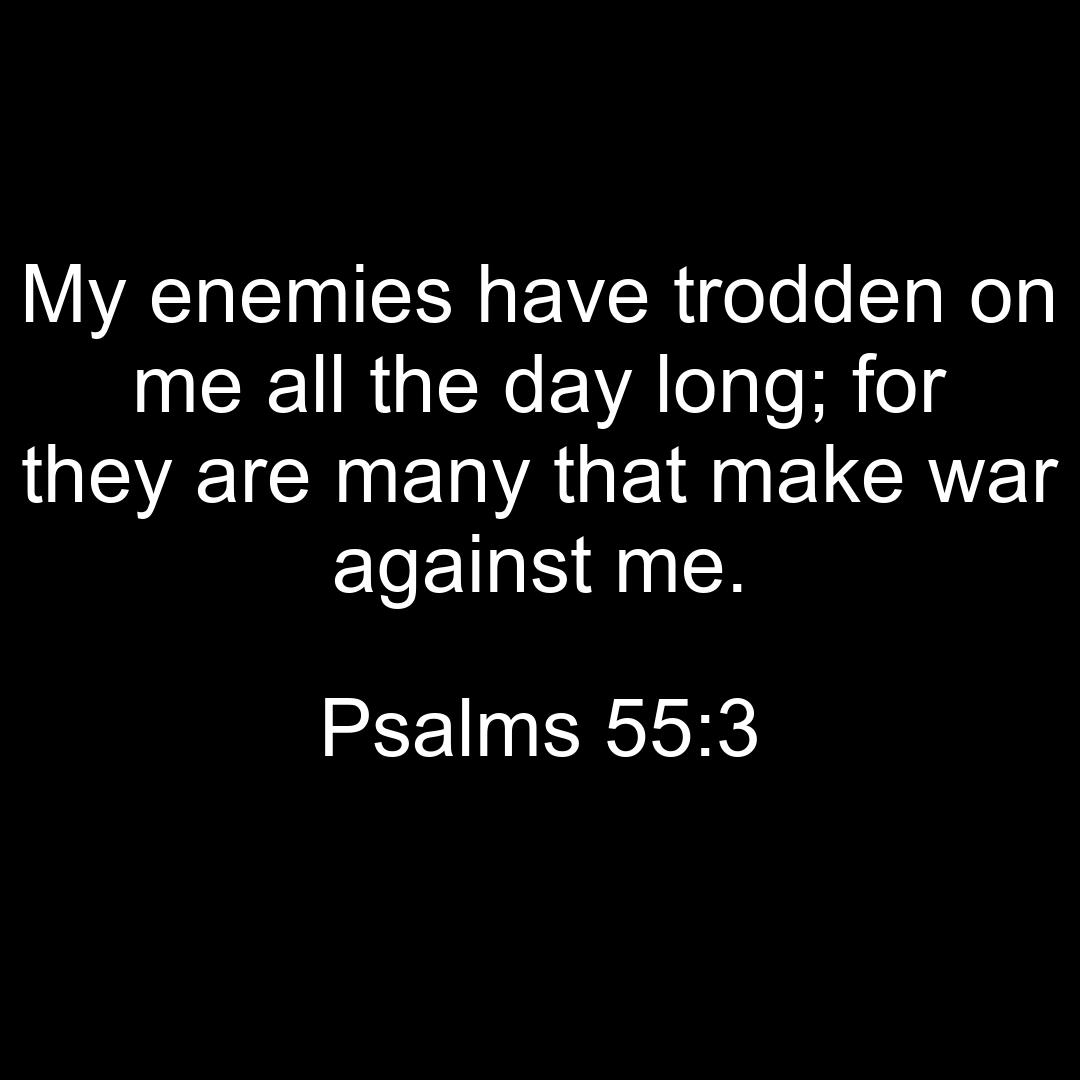 My enemies have trodden on
me all the day long; for
they are many that make war
against me.
Psalms 55:3